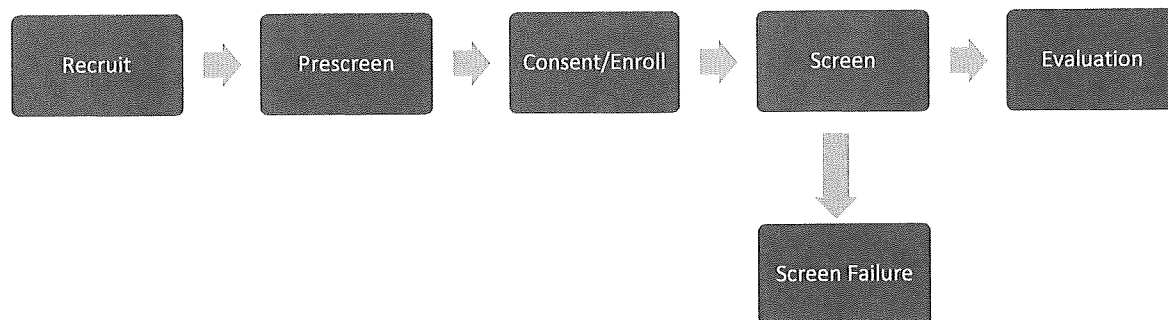 Recruit
Prescreen
Consent/Enroll
Screen
Evaluation
Screen Failure